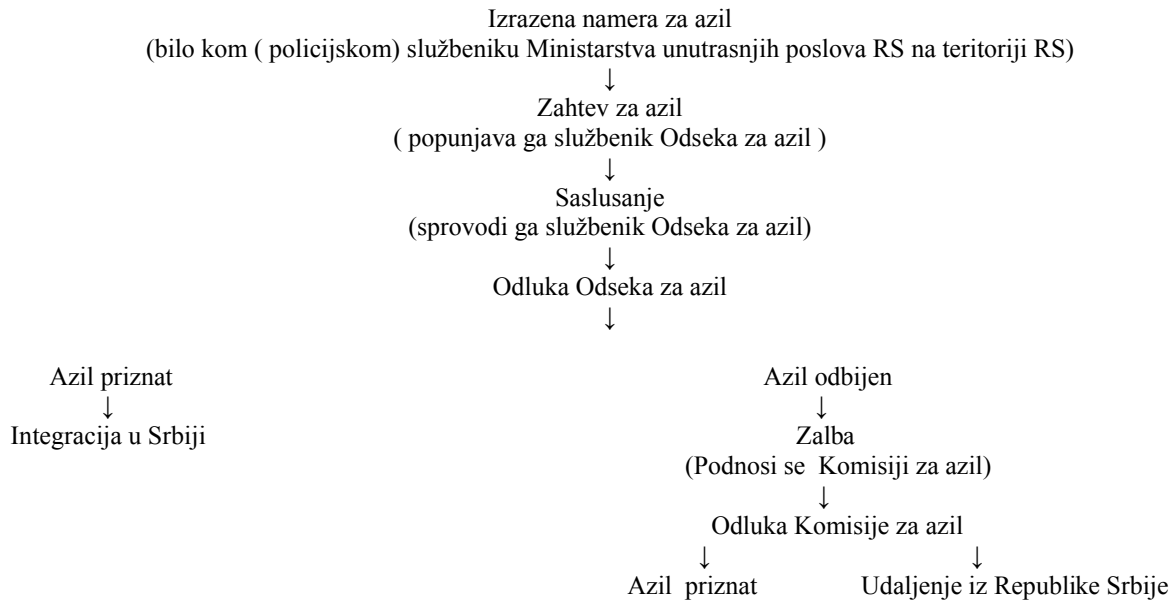 Izrazena namera za azil
(bilo kom ( policijskom) službeniku Ministarstva unutrasnjih poslova RS na teritoriji RS)
↓
Zahtev za azil
( popunjava ga službenik Odseka za azil )
↓
Saslusanje
(sprovodi ga službenik Odseka za azil)
↓
Odluka Odseka za azil
↓
Azil priznat
↓
Integracija u Srbiji
Azil odbijen
↓
Zalba
(Podnosi se Komisiji za azil)
↓
Odluka Komisije za azil
↓ ↓
Azil priznat
Udaljenje iz Republike Srbije